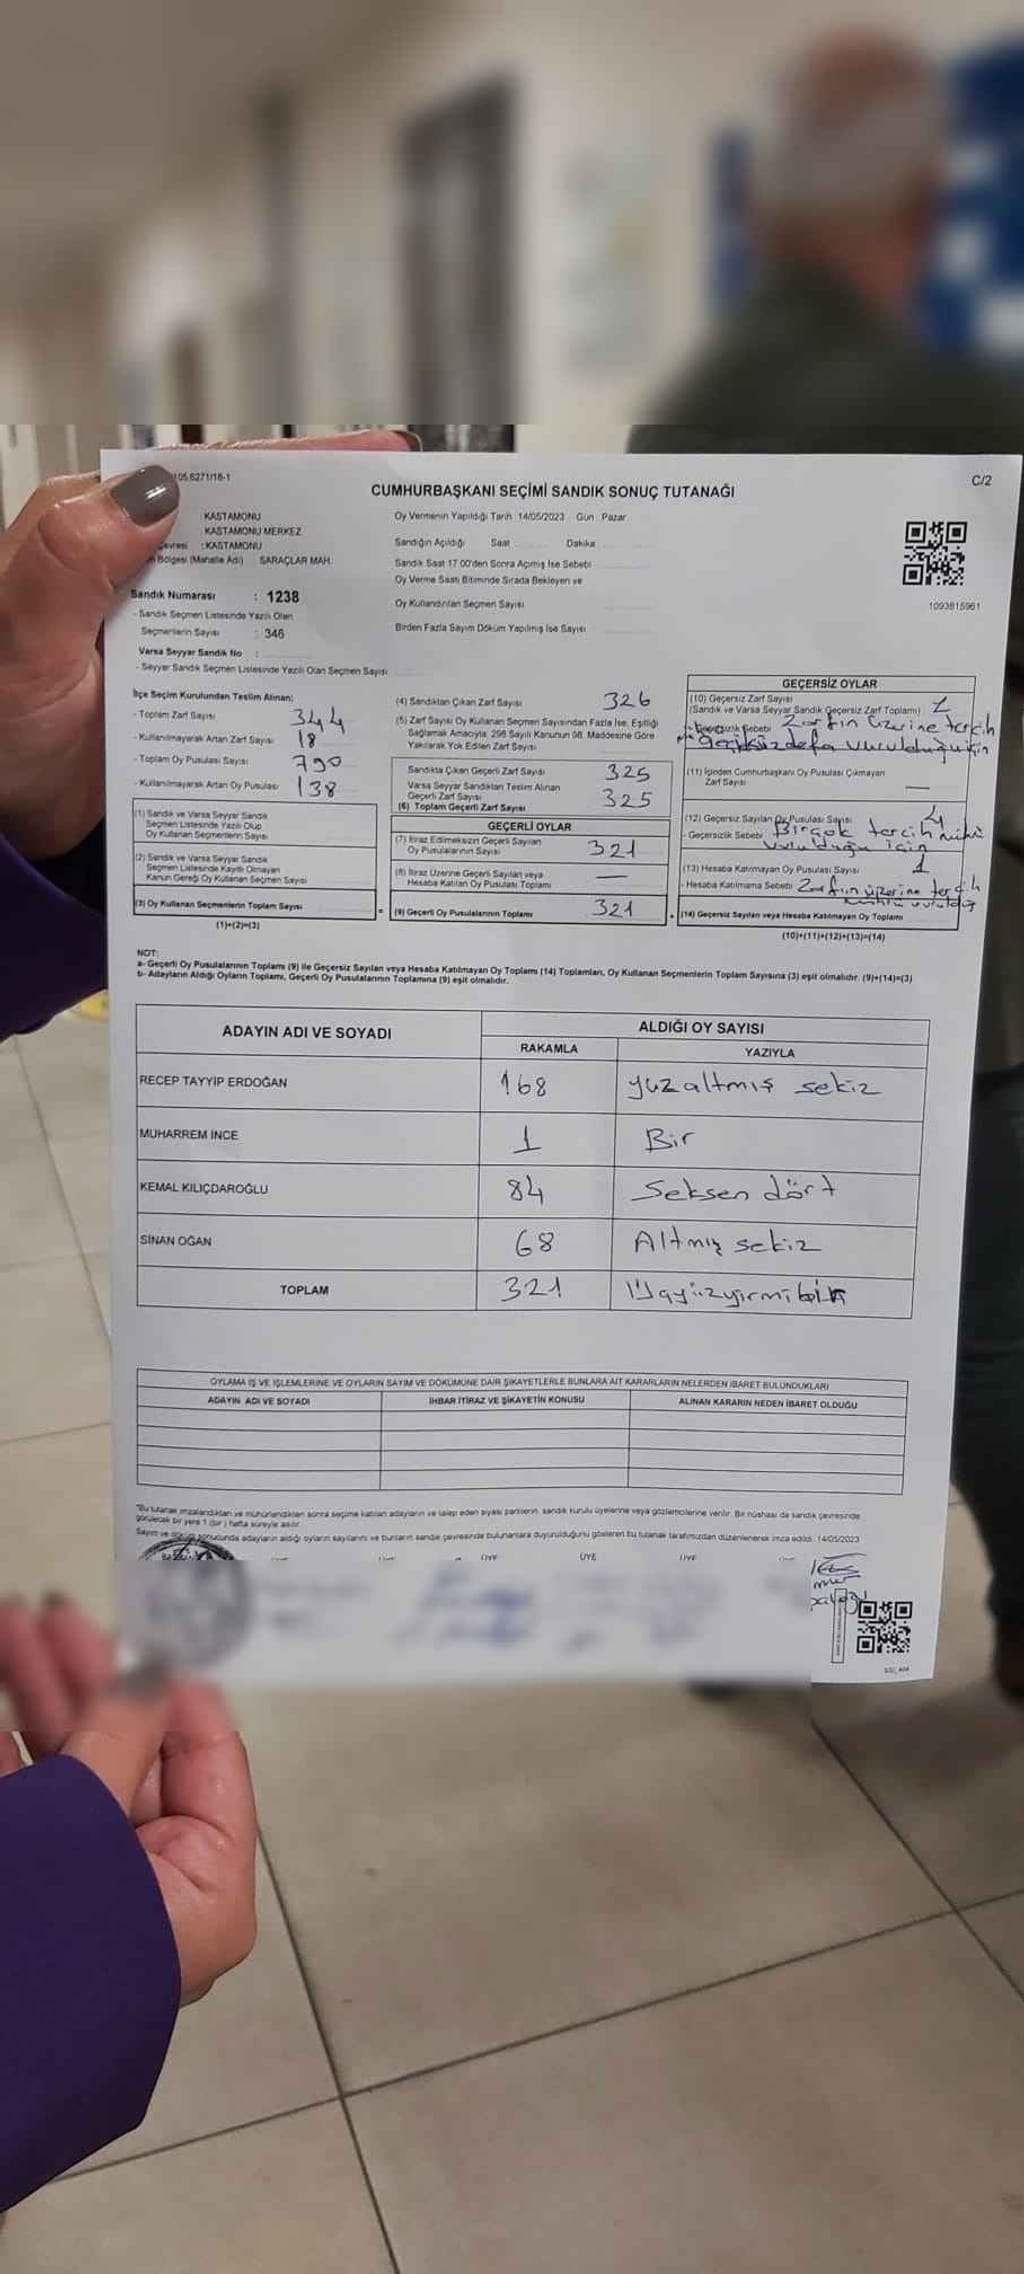 105.6271/18-1
C/2
CUMHURBAŞKANI SEÇİMİ SANDIK SONUÇ TUTANAĞI
: KASTAMONU
: KASTAMONU MERKEZ
: KASTAMONU
Bölgesi (Mahalle Adı) SARAÇLAR MAH.
Sandık Numarası : 1238
- Sandık Seçmen Listesinde Yazılı Olan
Seçmenlerin Sayısı : 346
Varsa Seyyar Sandık No :
- Seyyar Sandık Seçmen Listesinde Yazılı Olan Seçmen Sayısı
Oy Vermenin Yapıldığı Tarih: 14/05/2023 Gün : Pazar
Sandığın Açıldığı Saat Dakika
Sandık Saat 17.00'den Sonra Açılmış İse Sebebi
Oy Verme Saati Bitiminde Sırada Bekleyen ve
Oy Kullandırılan Seçmen Sayısı
Birden Fazla Sayım Döküm Yapılmış İse Sayısı
1093815961
İlçe Seçim Kurulundan Teslim Alınan;
- Toplam Zarf Sayısı 344
- Kullanılmayarak Artan Zarf Sayısı 18
- Toplam Oy Pusulası Sayısı 790
- Kullanılmayarak Artan Oy Pusulası 138
(1) Sandık ve Varsa Seyyar Sandık
Seçmen Listesinde Yazılı Olup
Oy Kullanan Seçmenlerin Sayısı
(2) Sandık ve Varsa Seyyar Sandık
Seçmen Listesinde Kayıtlı Olmayan
Kanun Gereği Oy Kullanan Seçmen Sayısı
(3) Oy Kullanan Seçmenlerin Toplam Sayısı
(1)+(2)=(3)
(4) Sandıktan Çıkan Zarf Sayısı 326
(5) Zarf Sayısı Oy Kullanan Seçmen Sayısından Fazla İse, Eşitliği
Sağlamak Amacıyla, 298 Sayılı Kanunun 98. Maddesine Göre
Yakılarak Yok Edilen Zarf Sayısı
Sandıkta Çıkan Geçerli Zarf Sayısı 325
Varsa Seyyar Sandıktan Teslim Alınan
Geçerli Zarf Sayısı
(6) Toplam Geçerli Zarf Sayısı 325
GEÇERLİ OYLAR
(7) İtiraz Edilmeksizin Geçerli Sayılan
Oy Pusulalarının Sayısı 321
(8) İtiraz Üzerine Geçerli Sayılan veya
Hesaba Katılan Oy Pusulası Toplamı —
= (9) Geçerli Oy Pusulalarının Toplamı 321
GEÇERSİZ OYLAR
(10) Geçersiz Zarf Sayısı
(Sandık ve Varsa Seyyar Sandık Geçersiz Zarf Toplamı) 1
- Geçersizlik Sebebi Zarfın üzerine tercih
defa vurulduğu için
(11) İçinden Cumhurbaşkanı Oy Pusulası Çıkmayan
Zarf Sayısı —
(12) Geçersiz Sayılan Oy Pusulası Sayısı 4
- Geçersizlik Sebebi Birçok tercih mührü
vurulduğu için
(13) Hesaba Katılmayan Oy Pusulası Sayısı 1
- Hesaba Katılmama Sebebi Zarfın üzerine tercih
mührü vuruldu
+ (14) Geçersiz Sayılan veya Hesaba Katılmayan Oy Toplamı
(10)+(11)+(12)+(13)=(14)
NOT:
a- Geçerli Oy Pusulalarının Toplamı (9) ile Geçersiz Sayılan veya Hesaba Katılmayan Oy Toplamı (14) Toplamları, Oy Kullanan Seçmenlerin Toplam Sayısına (3) eşit olmalıdır. (9)+(14)=(3)
b- Adayların Aldığı Oyların Toplamı, Geçerli Oy Pusulalarının Toplamına (9) eşit olmalıdır.
ADAYIN ADI VE SOYADI
ALDIĞI OY SAYISI
RAKAMLA YAZIYLA
RECEP TAYYİP ERDOĞAN 168 yüzaltmış sekiz
MUHARREM İNCE 1 Bir
KEMAL KILIÇDAROĞLU 84 Seksen dört
SİNAN OĞAN 68 Altmış sekiz
TOPLAM 321 Üçyüzyirmibir
OYLAMA İŞ VE İŞLEMLERİNE VE OYLARIN SAYIM VE DÖKÜMÜNE DAİR ŞİKAYETLERLE BUNLARA AİT KARARLARIN NELERDEN İBARET BULUNDUKLARI
ADAYIN ADI VE SOYADI İHBAR İTİRAZ VE ŞİKAYETİN KONUSU ALINAN KARARIN NEDEN İBARET OLDUĞU
"Bu tutanak imzalandıktan ve mühürlendikten sonra seçime katılan adayların ve talep eden siyasi partilerin sandık kurulu üyelerine veya gözlemcilerine verilir. Bir nüshası da sandık çevresinde
görülecek bir yere 1 (bir) hafta süreyle asılır.
Sayım ve döküm sonucunda adayların aldığı oyların sayılarını ve bunların sandık çevresinde bulunanlara duyurulduğunu gösteren bu tutanak tarafımızdan düzenlenerek imza edildi. 14/05/2023
ÜYE ÜYE ÜYE